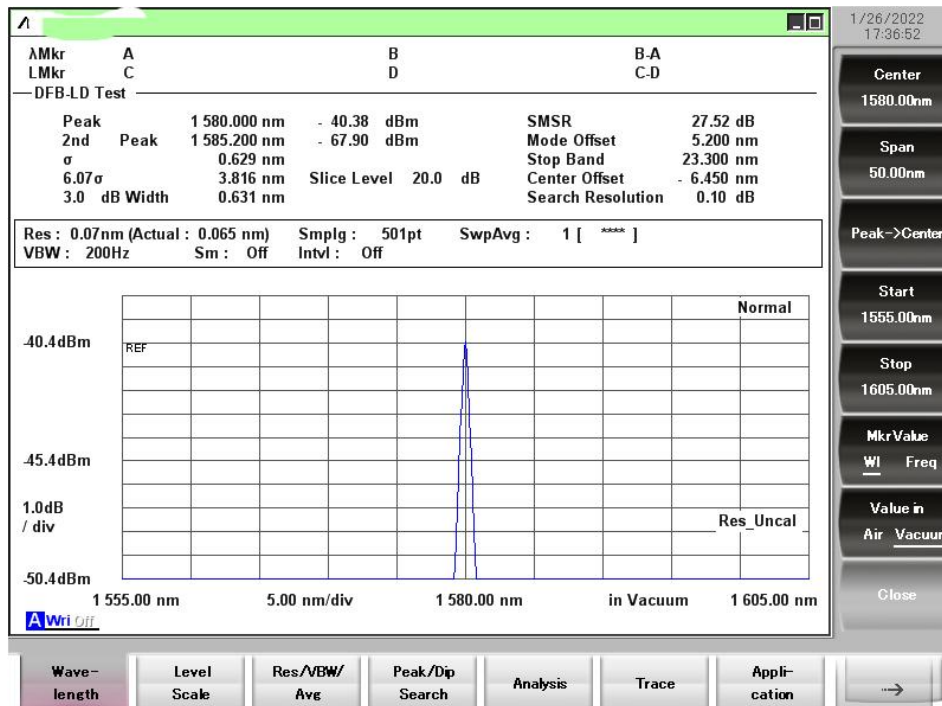 1/26/2022
17:36:52
λMkr A B B-A
LMkr C D C-D
DFB-LD Test
Peak 1 580.000 nm - 40.38 dBm SMSR 27.52 dB
2nd Peak 1 585.200 nm - 67.90 dBm Mode Offset 5.200 nm
σ 0.629 nm Stop Band 23.300 nm
6.07σ 3.816 nm Slice Level 20.0 dB Center Offset - 6.450 nm
3.0 dB Width 0.631 nm Search Resolution 0.10 dB
Res : 0.07nm (Actual : 0.065 nm) Smplg : 501pt SwpAvg : 1 [ **** ]
VBW : 200Hz Sm : Off Intvl : Off
Normal
-40.4dBm
REF
-45.4dBm
1.0dB
/ div
Res_Uncal
-50.4dBm
1 555.00 nm 5.00 nm/div 1 580.00 nm in Vacuum 1 605.00 nm
A Wri Off
Center
1580.00nm
Span
50.00nm
Peak->Center
Start
1555.00nm
Stop
1605.00nm
MkrValue
Wl Freq
Value in
Air Vacuum
Close
Wave-
length
Level
Scale
Res/VBW/
Avg
Peak/Dip
Search
Analysis
Trace
Appli-
cation